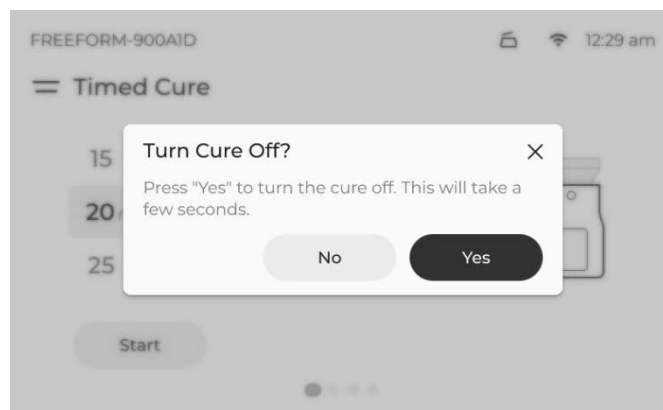 FREEFORM-900A1D 12:29 am
Timed Cure
Turn Cure Off?
15
Press "Yes" to turn the cure off. This will take a
few seconds.
20
25
No Yes
Start